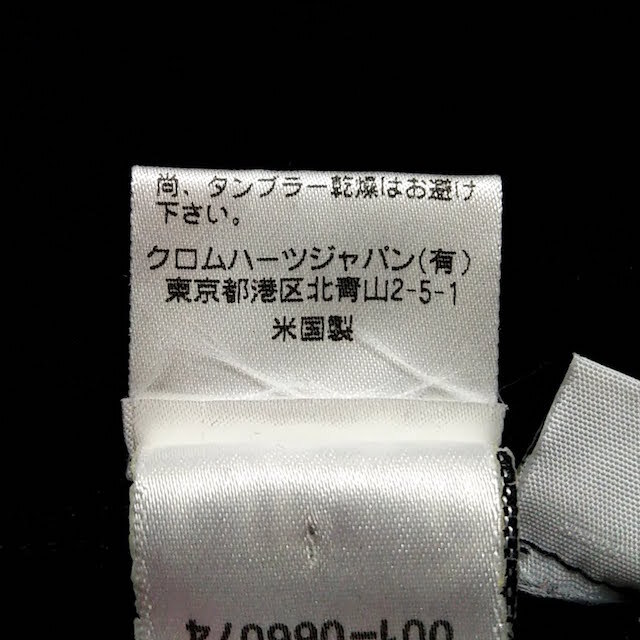 尚、タンブラー乾燥はお避け
下さい。
クロムハーツジャパン(有)
東京都港区北青山2-5-1
米国製